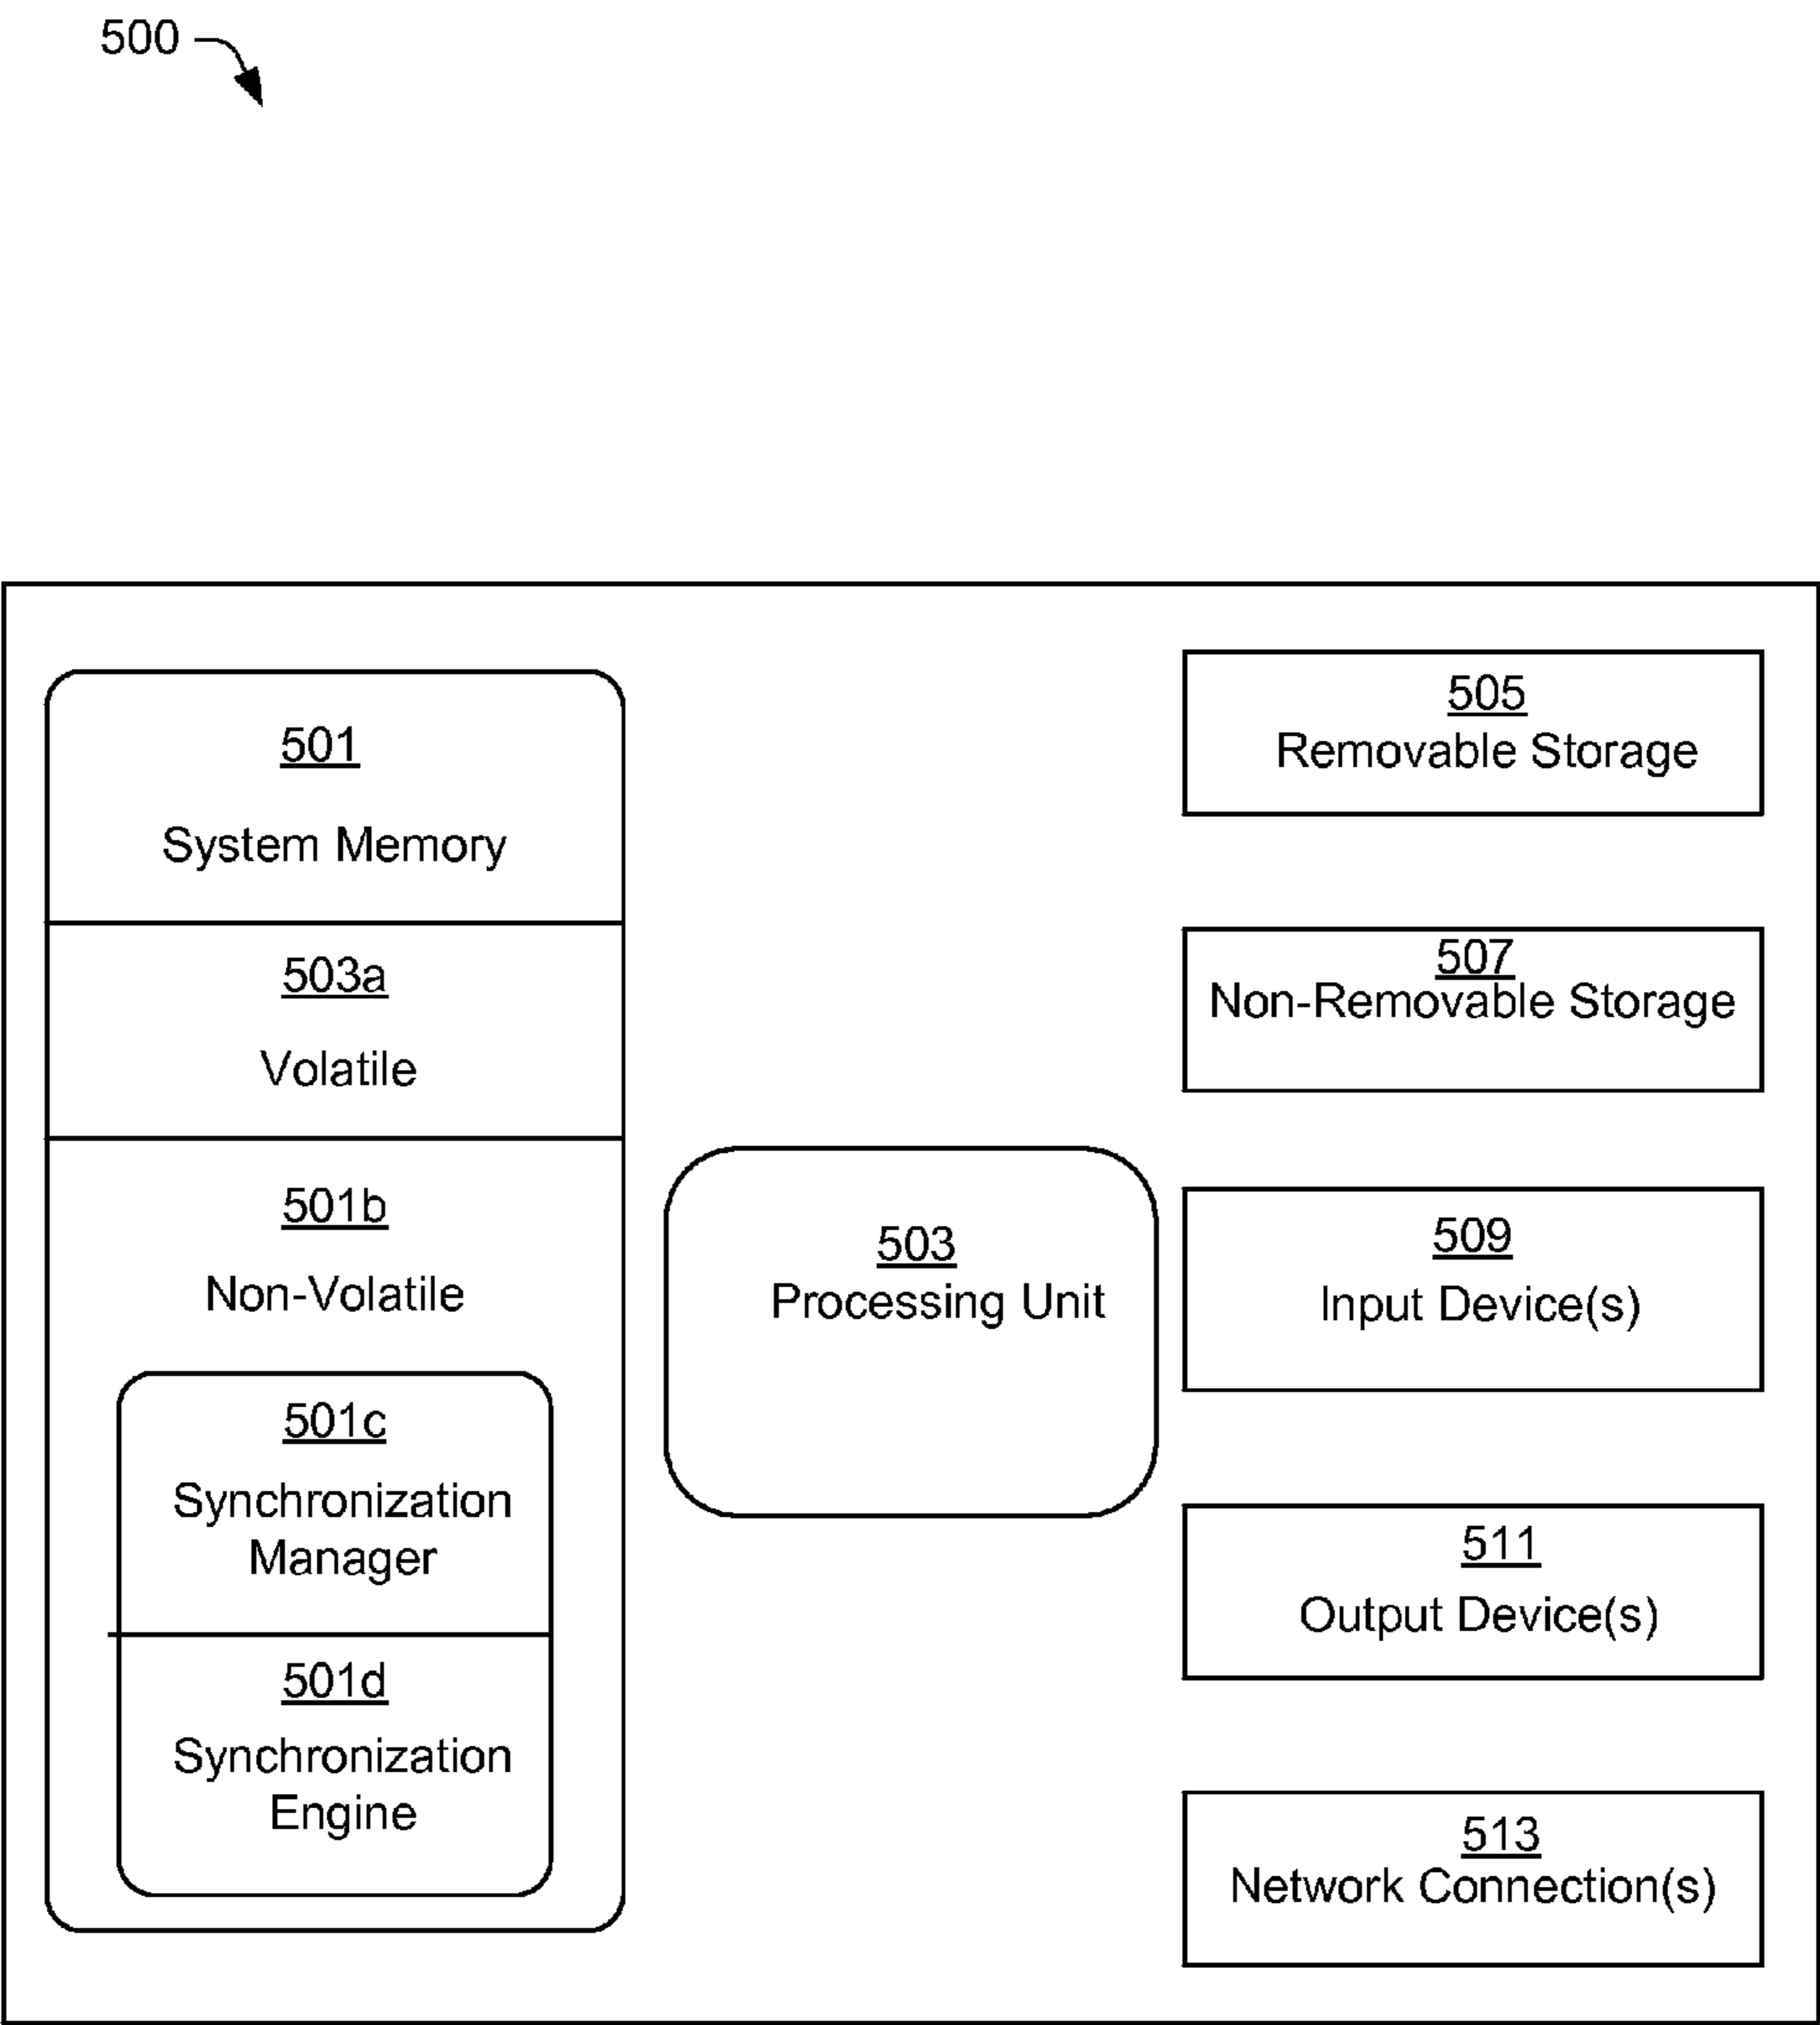 500
501
System Memory
503a
Volatile
501b
Non-Volatile
501c
Synchronization
Manager
501d
Synchronization
Engine
503
Processing Unit
505
Removable Storage
507
Non-Removable Storage
509
Input Device(s)
511
Output Device(s)
513
Network Connection(s)